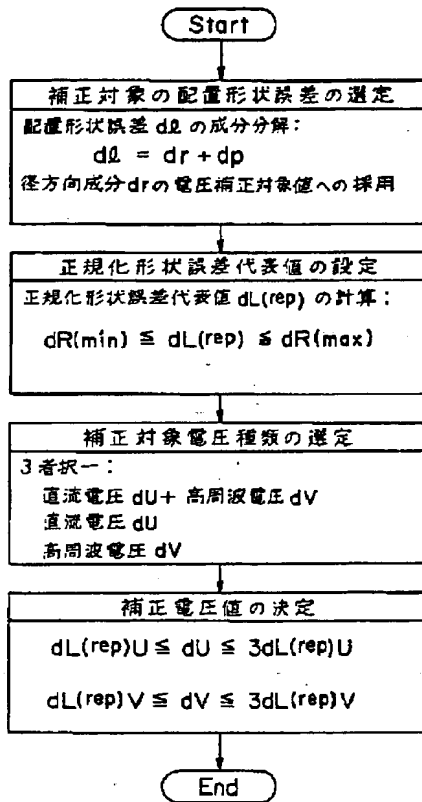 Start
補正対象の配置形状誤差の選定
配置形状誤差 dl の成分分解:
dl = dr + dp
径方向成分drの電圧補正対象値への採用
正規化形状誤差代表値の設定
正規化形状誤差代表値 dL(rep) の計算:
dR(min) ≦ dL(rep) ≦ dR(max)
補正対象電圧種類の選定
3者択一:
直流電圧 dU + 高周波電圧 dV
直流電圧 dU
高周波電圧 dV
補正電圧値の決定
dL(rep)U ≦ dU ≦ 3dL(rep)U
dL(rep)V ≦ dV ≦ 3dL(rep)V
End